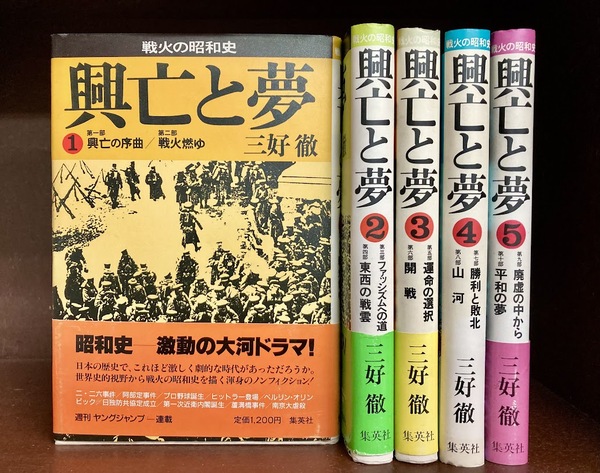 戦火の昭和史
興亡と夢
1
第一部
興亡の序曲／
第二部
戦火燃ゆ
三好 徹
昭和史━激動の大河ドラマ!
日本の歴史で、これほど激しく劇的な時代があっただろうか。
世界史的視野から戦火の昭和史を描く渾身のノンフィクション!
二・二六事件／阿部定事件／プロ野球誕生／ヒットラー登場／ベルリン・オリン
ピック／日独防共協定成立／第一次近衛内閣誕生／蘆溝橋事件／南京大虐殺
週刊 ヤングジャンプ━連載
定価1,200円 集英社
戦火の昭和史
興亡と夢
2
第三部
ファッシズムへの道
第四部
東西の戦雲
三好 徹
集英社
戦火の昭和史
興亡と夢
3
第五部
運命の選択
第六部
開戦
三好 徹
集英社
戦火の昭和史
興亡と夢
4
第七部
勝利と敗北
第八部
山河
三好 徹
集英社
戦火の昭和史
興亡と夢
5
第九部
廃虚の中から
第十部
平和の夢
三好 徹
集英社